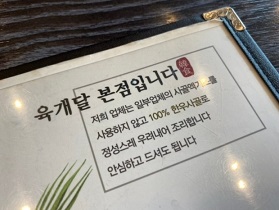 육개달 본점입니다
저희 업체는 일부업체의 사골엑기스를
사용하지 않고 100% 한우사골로
정성스레 우려내어 조리합니다
안심하고 드셔도 됩니다